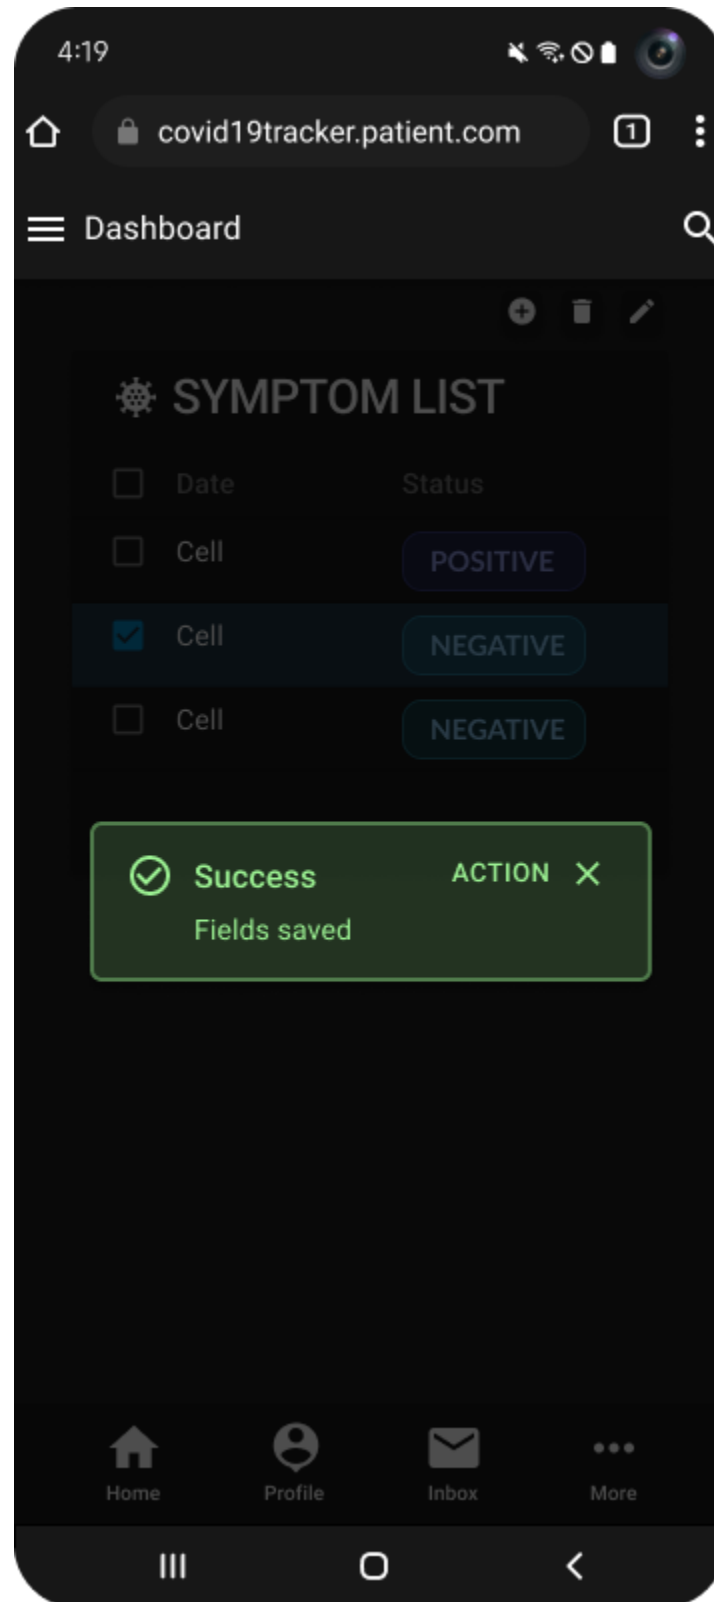 4:19
covid19tracker.patient.com 1
Dashboard
SYMPTOM LIST
Date Status
Cell POSITIVE
Cell NEGATIVE
Cell NEGATIVE
Success ACTION
Fields saved
Home Profile Inbox More